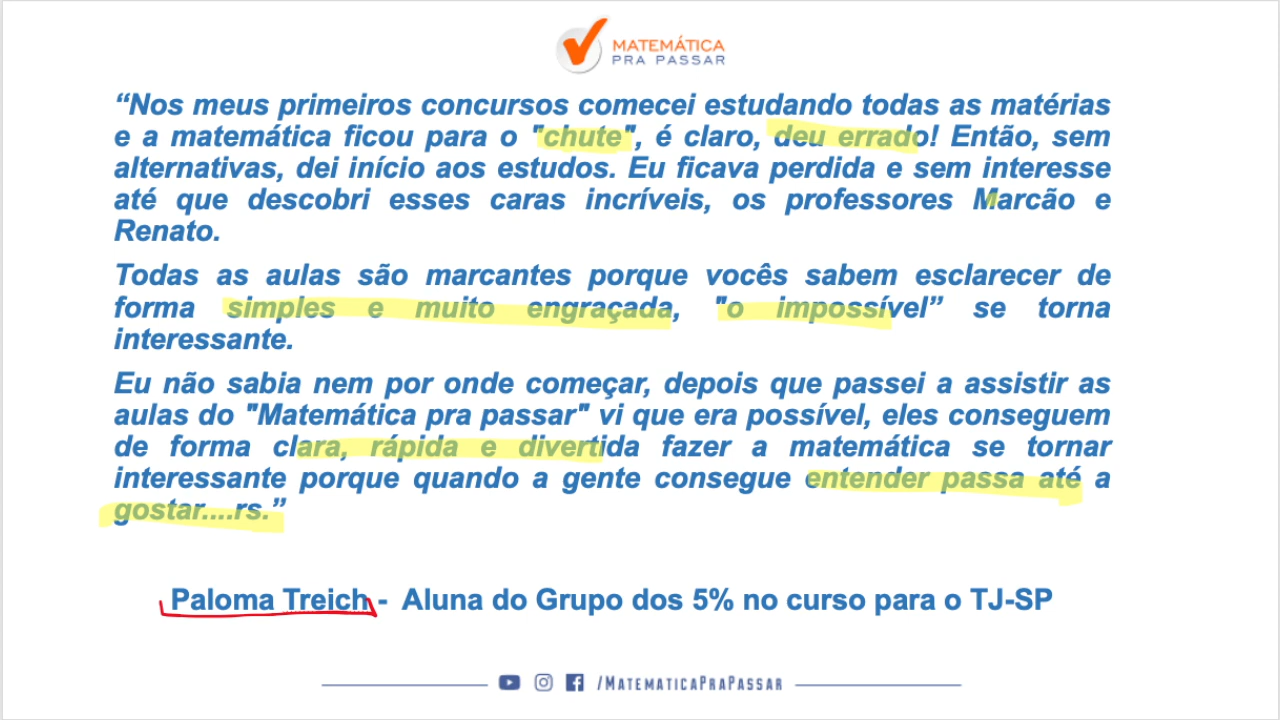 MATEMÁTICA
PRA PASSAR
“Nos meus primeiros concursos comecei estudando todas as matérias
e a matemática ficou para o "chute", é claro, deu errado! Então, sem
alternativas, dei início aos estudos. Eu ficava perdida e sem interesse
até que descobri esses caras incríveis, os professores Marcão e
Renato.
Todas as aulas são marcantes porque vocês sabem esclarecer de
forma simples e muito engraçada, "o impossível” se torna
interessante.
Eu não sabia nem por onde começar, depois que passei a assistir as
aulas do "Matemática pra passar" vi que era possível, eles conseguem
de forma clara, rápida e divertida fazer a matemática se tornar
interessante porque quando a gente consegue entender passa até a
gostar....rs.”
Paloma Treich - Aluna do Grupo dos 5% no curso para o TJ-SP
/MATEMATICAPRAPASSAR